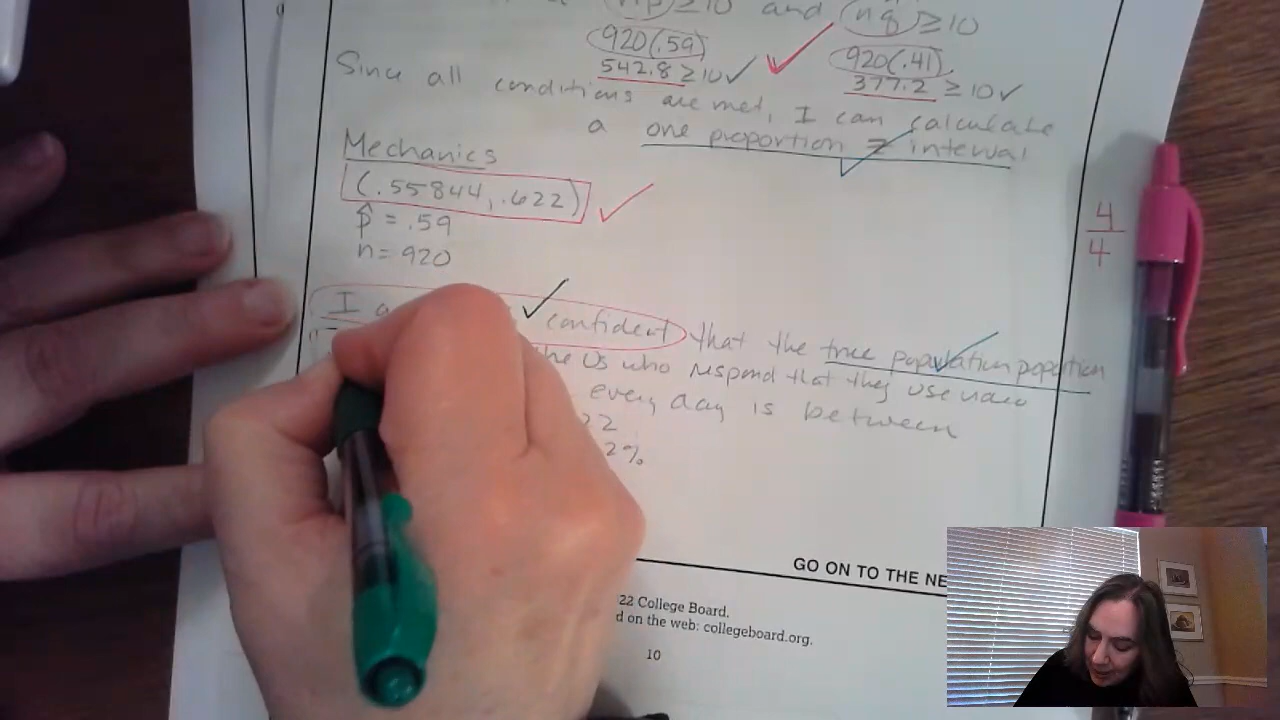 np ≥10 and nq ≥10
920(.59) 920(.41)
542.8 ≥10✓ 377.2 ≥10✓
Since all conditions are met, I can calculate
a one proportion z interval
Mechanics
(.55844, .622)
p̂ = .59
n = 920
4
4
I confident that the true population poportion
the US who respond that they use video
every day is between
22
2%
GO ON TO THE NE
22 College Board.
d on the web: collegeboard.org.
10